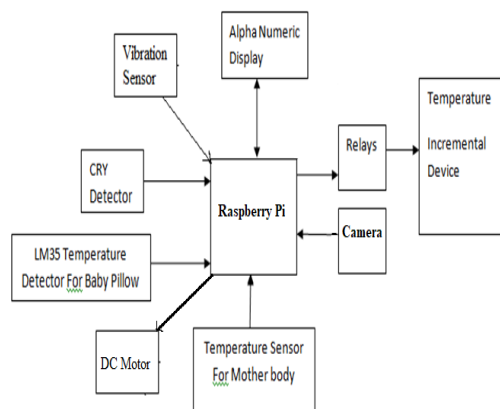 Vibration
Sensor
Alpha Numeric
Display
Temperature
Incremental
Device
Relays
CRY
Detector
Raspberry Pi
Camera
LM35 Temperature
Detector For Baby Pillow
DC Motor
Temperature Sensor
For Mother body